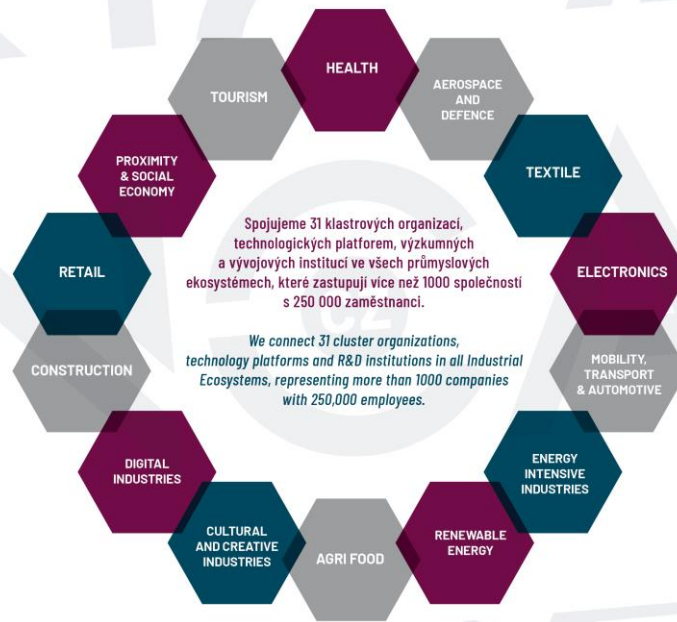 HEALTH
AEROSPACE
AND
DEFENCE
TEXTILE
ELECTRONICS
MOBILITY,
TRANSPORT
& AUTOMOTIVE
ENERGY
INTENSIVE
INDUSTRIES
RENEWABLE
ENERGY
AGRI FOOD
CULTURAL
AND CREATIVE
INDUSTRIES
DIGITAL
INDUSTRIES
CONSTRUCTION
RETAIL
PROXIMITY
& SOCIAL
ECONOMY
TOURISM
Spojujeme 31 klastrových organizací,
technologických platforem, výzkumných
a vývojových institucí ve všech průmyslových
ekosystémech, které zastupují více než 1000 společností
s 250 000 zaměstnanci.
We connect 31 cluster organizations,
technology platforms and R&D institutions in all Industrial
Ecosystems, representing more than 1000 companies
with 250,000 employees.
CZ